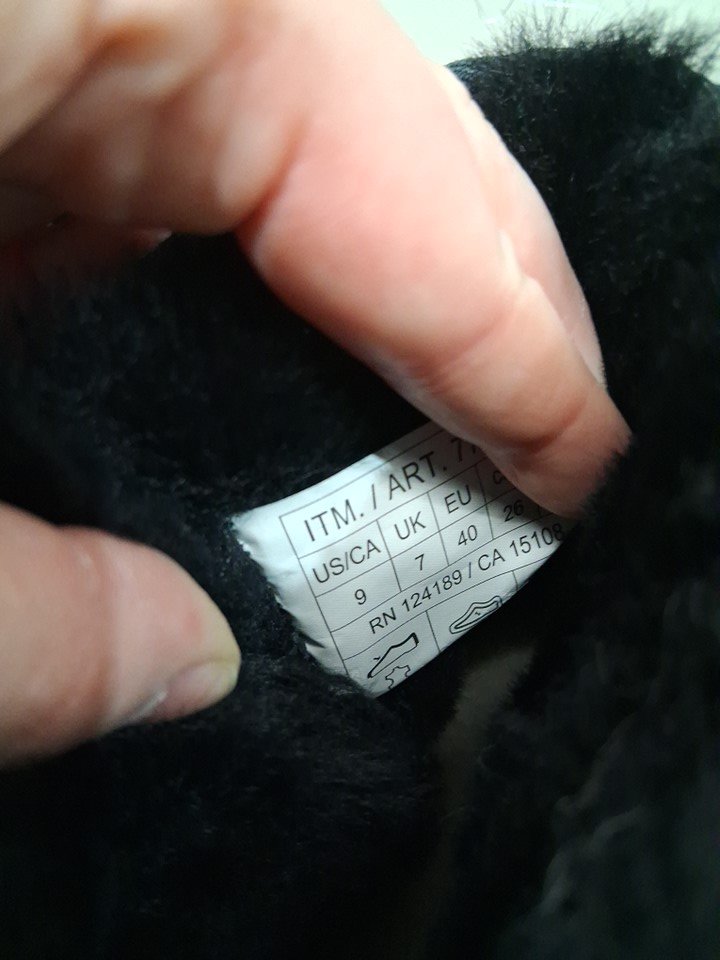 ITM. / ART.
US/CA UK EU
9 7 40 26
RN 124189 / CA 15108